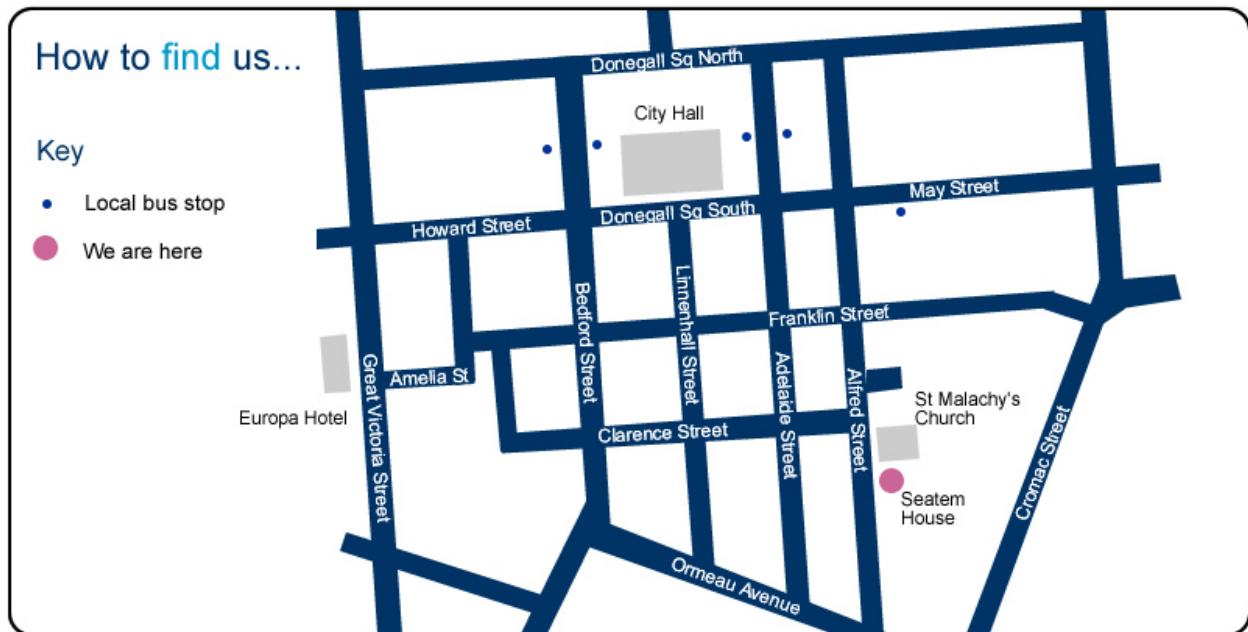 How to find us...
Key
Local bus stop
We are here
Donegall Sq North
City Hall
May Street
Donegall Sq South
Howard Street
Bedford Street
Linnenhall Street
Franklin Street
Great Victoria Street
Amelia St
Adelaide Street
Alfred Street
St Malachy's
Church
Europa Hotel
Clarence Street
Cromac Street
Seatem
House
Ormeau Avenue